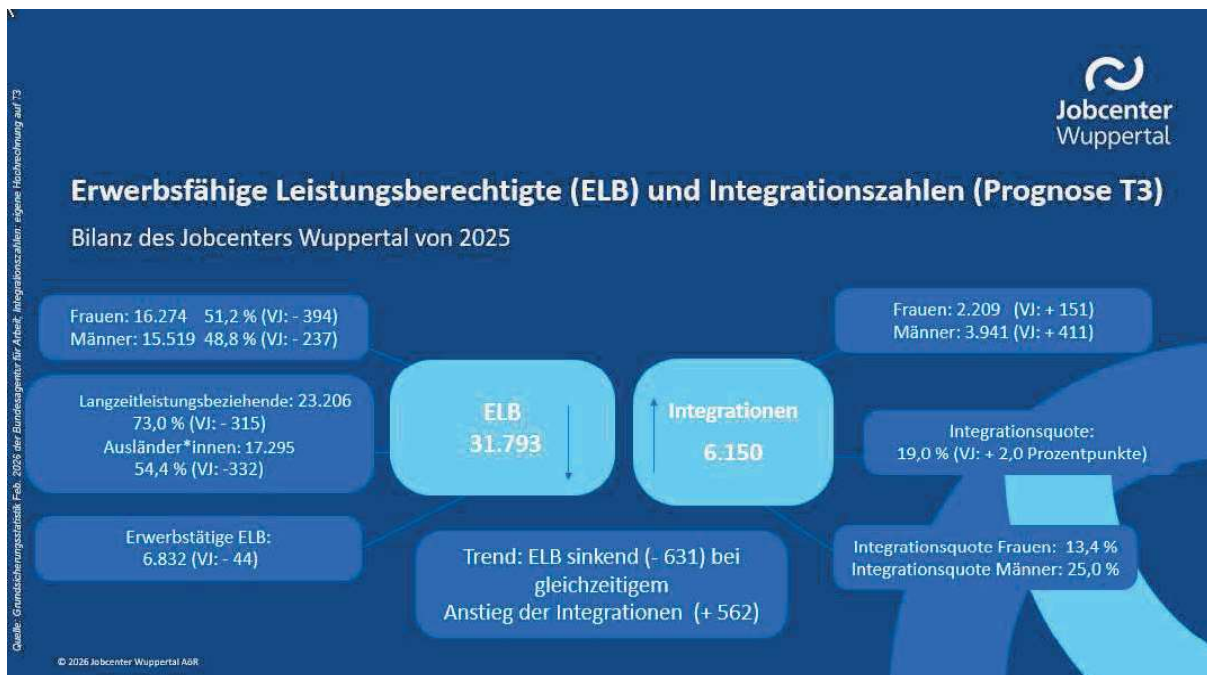 Jobcenter
Wuppertal
Erwerbsfähige Leistungsberechtigte (ELB) und Integrationszahlen (Prognose T3)
Bilanz des Jobcenters Wuppertal von 2025
Frauen: 16.274 51,2 % (VJ: - 394)
Männer: 15.519 48,8 % (VJ: - 237)
Langzeitleistungsbeziehende: 23.206
73,0 % (VJ: - 315)
Ausländer*innen: 17.295
54,4 % (VJ: -332)
Erwerbstätige ELB:
6.832 (VJ: - 44)
ELB
31.793
Integrationen
6.150
Trend: ELB sinkend (- 631) bei
gleichzeitigem
Anstieg der Integrationen (+ 562)
Frauen: 2.209 (VJ: + 151)
Männer: 3.941 (VJ: + 411)
Integrationsquote:
19,0 % (VJ: + 2,0 Prozentpunkte)
Integrationsquote Frauen: 13,4 %
Integrationsquote Männer: 25,0 %
Quelle: Grundsicherungsstatistik Feb. 2026 der Bundesagentur für Arbeit; Integrationszahlen: eigene Hochrechnung auf T3
© 2026 Jobcenter Wuppertal AöR